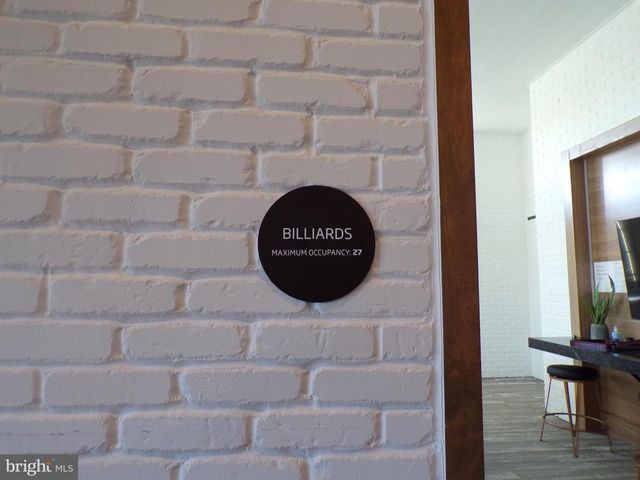 BILLIARDS
MAXIMUM OCCUPANCY: 27
bright MLS